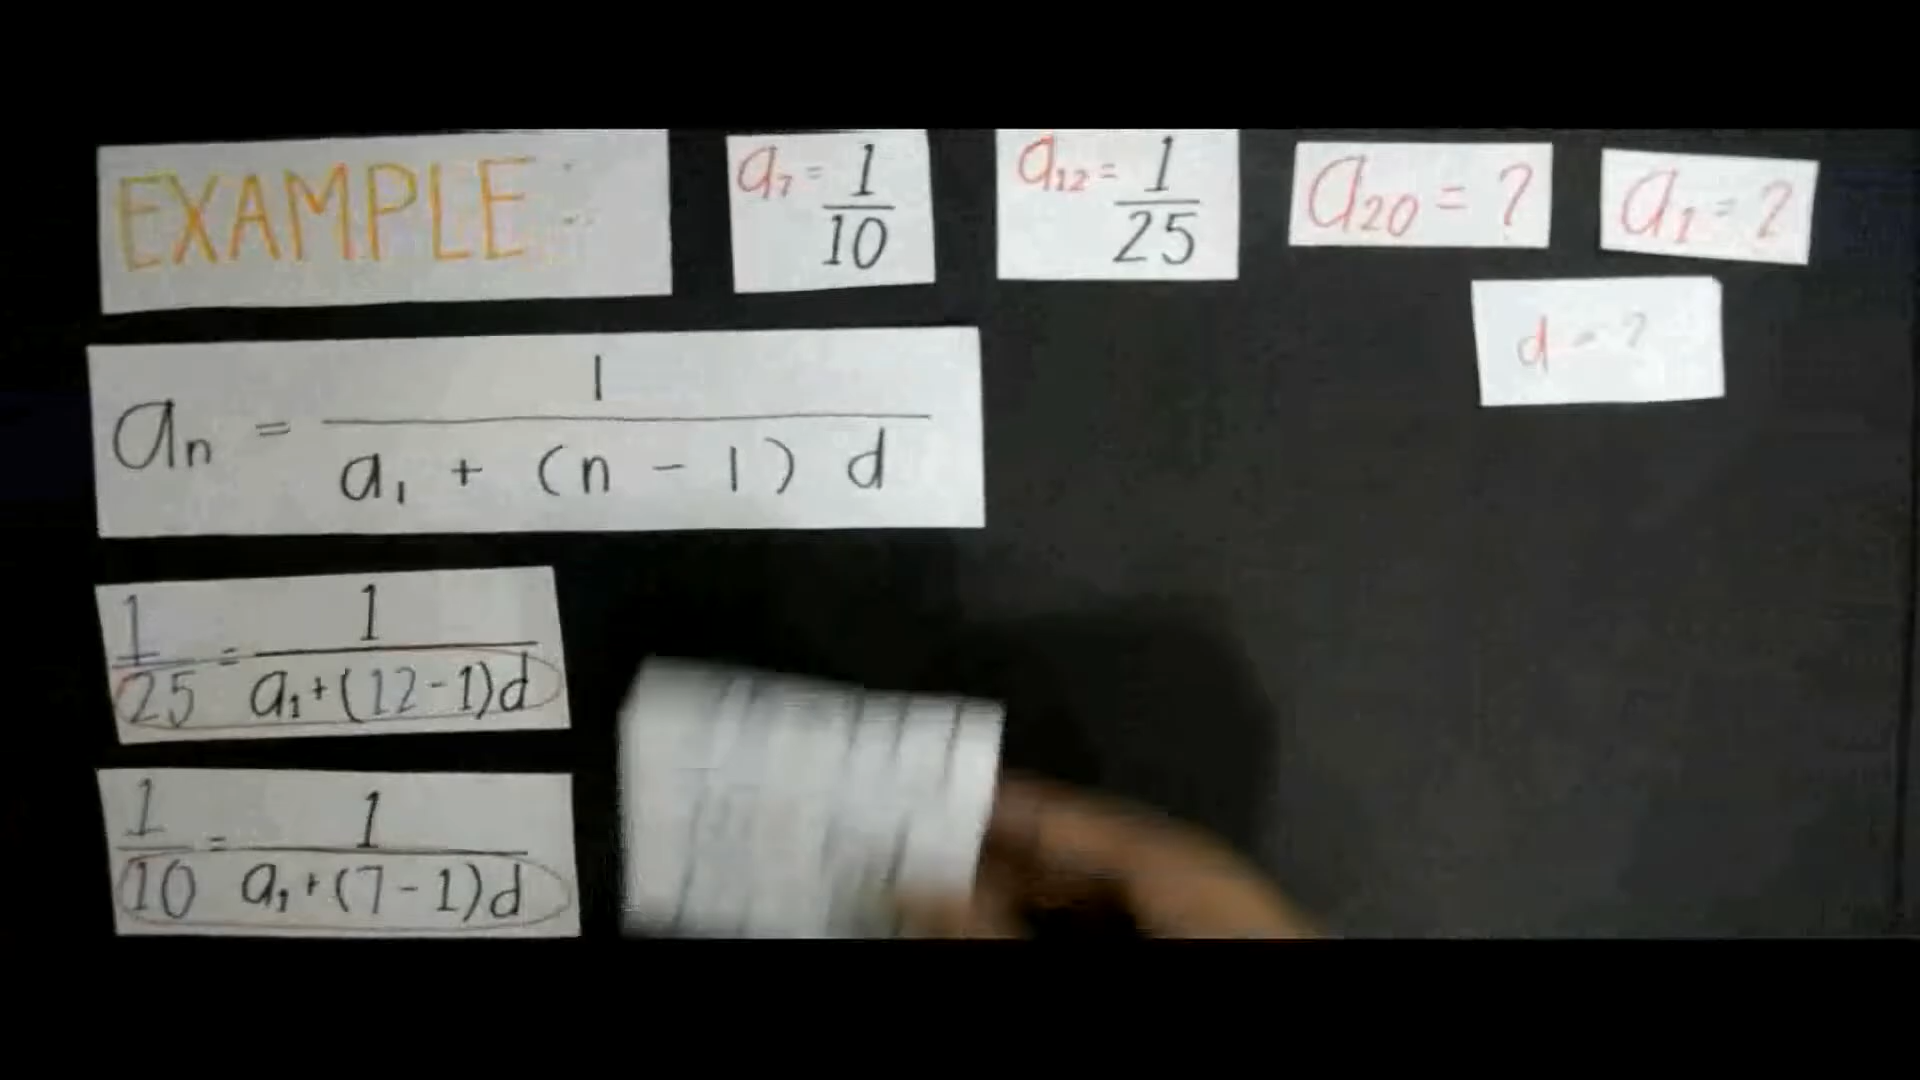 EXAMPLE :
a₇ = 1/10
a₁₂ = 1/25
a₂₀ = ?
a₁ = ?
d = ?
aₙ = 1/(a₁ + (n - 1) d)
1/25 = 1/(a₁ + (12 - 1)d)
1/10 = 1/(a₁ + (7 - 1)d)